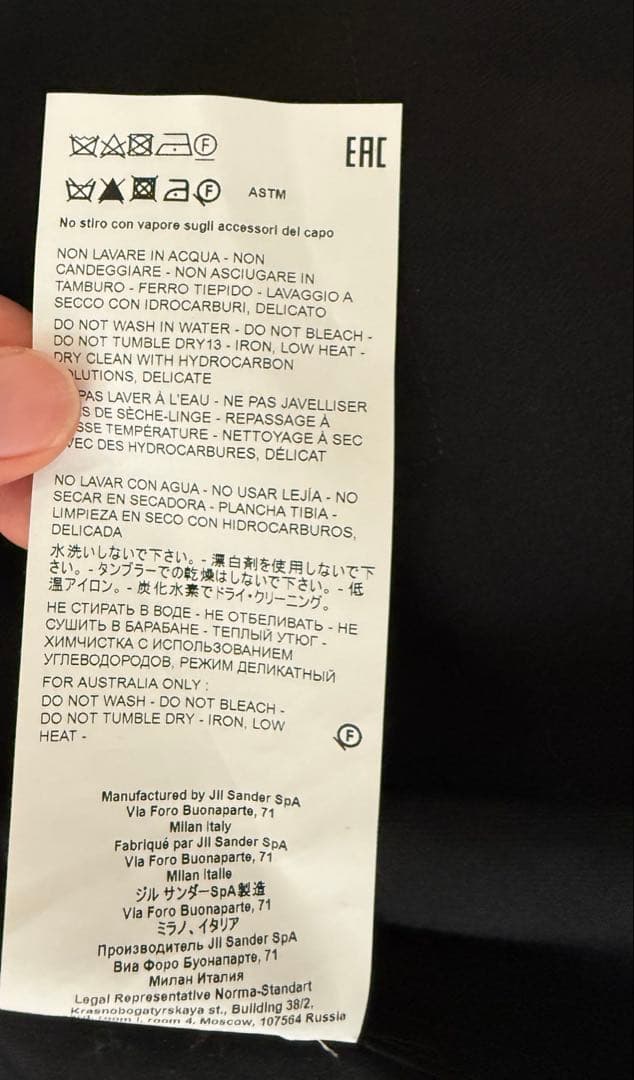 EAC
ASTM
No stiro con vapore sugli accessori del capo
NON LAVARE IN ACQUA - NON
CANDEGGIARE - NON ASCIUGARE IN
TAMBURO - FERRO TIEPIDO - LAVAGGIO A
SECCO CON IDROCARBURI, DELICATO
DO NOT WASH IN WATER - DO NOT BLEACH -
DO NOT TUMBLE DRY13 - IRON, LOW HEAT -
DRY CLEAN WITH HYDROCARBON
OLUTIONS, DELICATE
PAS LAVER À L'EAU - NE PAS JAVELLISER
S DE SÈCHE-LINGE - REPASSAGE À
SSE TEMPÉRATURE - NETTOYAGE À SEC
VEC DES HYDROCARBURES, DÉLICAT
NO LAVAR CON AGUA - NO USAR LEJÍA - NO
SECAR EN SECADORA - PLANCHA TIBIA -
LIMPIEZA EN SECO CON HIDROCARBUROS,
DELICADA
水洗いしないで下さい。- 漂白剤を使用しないで下
さい。- タンブラーでの乾燥はしないで下さい。- 低
温アイロン。- 炭化水素でドライ・クリーニング。
НЕ СТИРАТЬ В ВОДЕ - НЕ ОТБЕЛИВАТЬ - НЕ
СУШИТЬ В БАРАБАНЕ - ТЕПЛЫЙ УТЮГ -
ХИМЧИСТКА С ИСПОЛЬЗОВАНИЕМ
УГЛЕВОДОРОДОВ, РЕЖИМ ДЕЛИКАТНЫЙ
FOR AUSTRALIA ONLY :
DO NOT WASH - DO NOT BLEACH -
DO NOT TUMBLE DRY - IRON, LOW
HEAT -
F
Manufactured by Jil Sander SpA
Via Foro Buonaparte, 71
Milan Italy
Fabriqué par Jil Sander SpA
Via Foro Buonaparte, 71
Milan Italie
ジル サンダーSpA製造
Via Foro Buonaparte, 71
ミラノ、イタリア
Производитель Jil Sander SpA
Виа Форо Буонапарте, 71
Милан Италия
Legal Representative Norma-Standart
Krasnobogatyrskaya st., Building 38/2,
room 4, Moscow, 107564 Russia